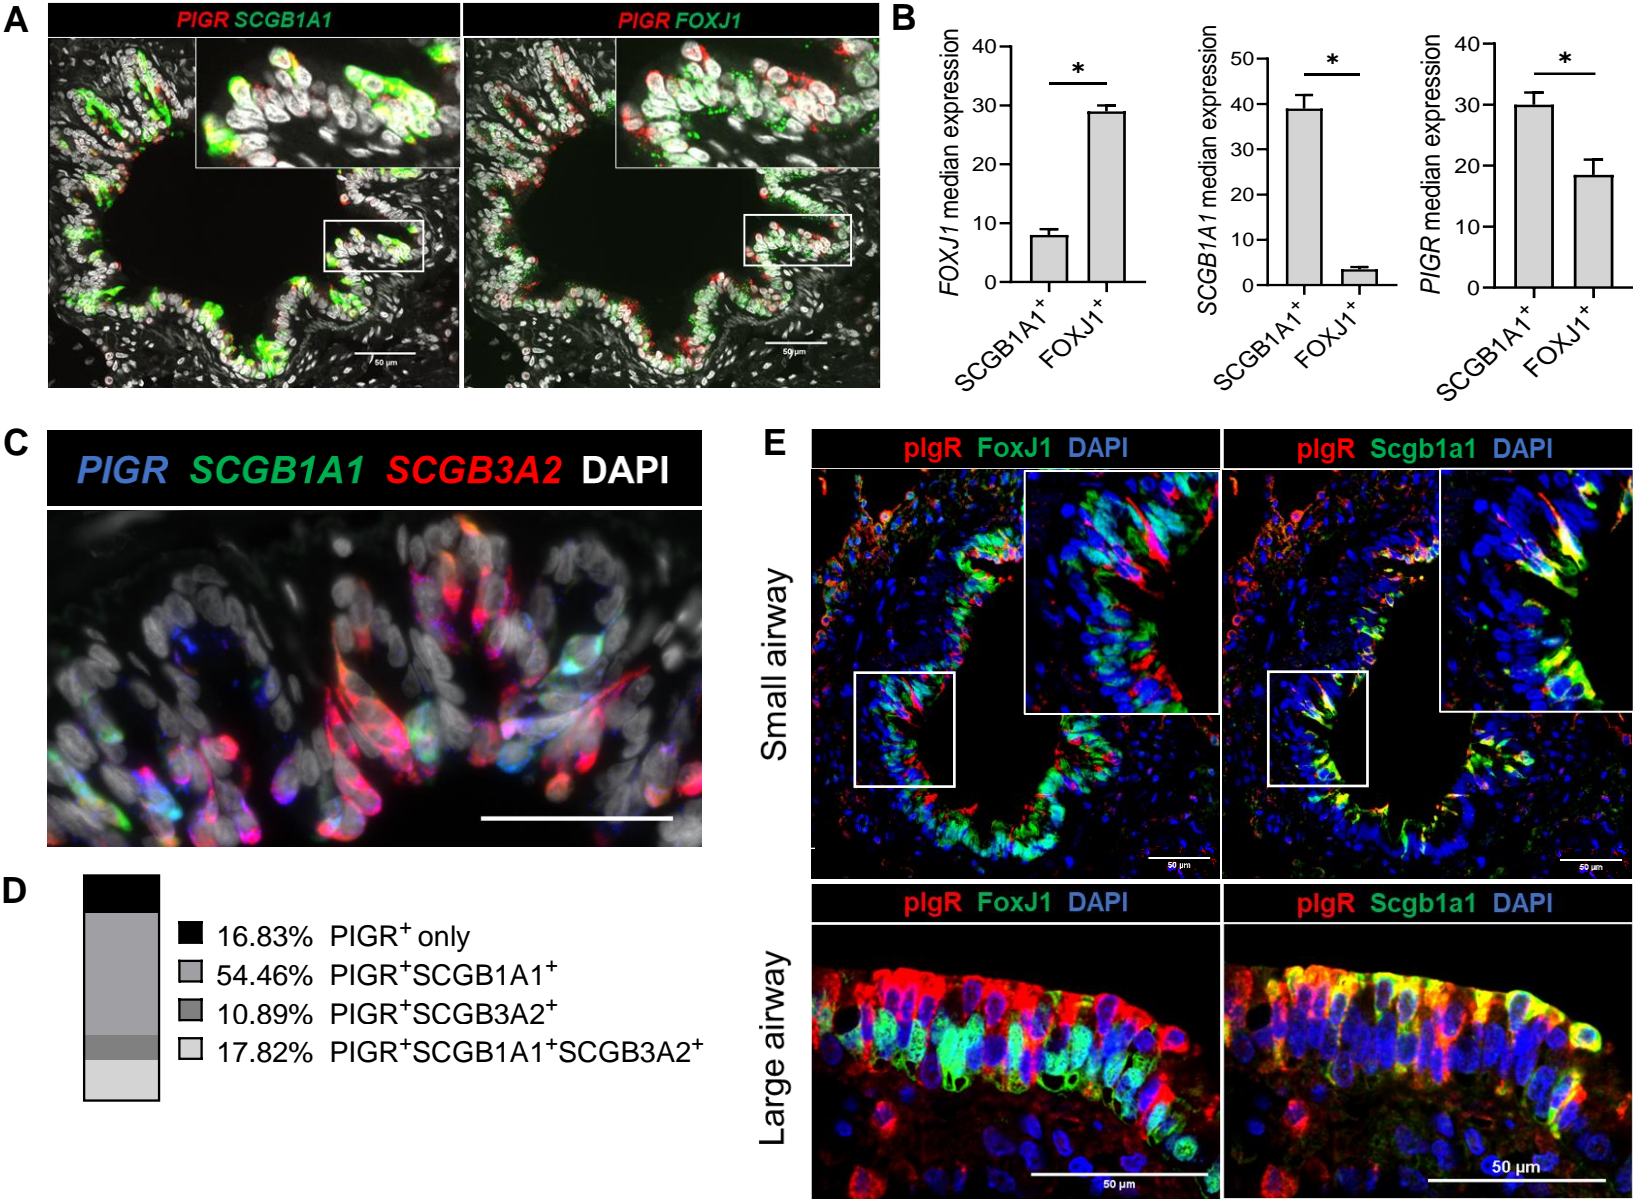 A
PIGR SCGB1A1
PIGR FOXJ1
50 µm
50 µm
B
FOXJ1 median expression
40
30
20
10
0
*
SCGB1A1+
FOXJ1+
SCGB1A1 median expression
50
40
30
20
10
0
*
SCGB1A1+
FOXJ1+
PIGR median expression
40
30
20
10
0
*
SCGB1A1+
FOXJ1+
C
PIGR SCGB1A1 SCGB3A2 DAPI
D
16.83% PIGR+ only
54.46% PIGR+SCGB1A1+
10.89% PIGR+SCGB3A2+
17.82% PIGR+SCGB1A1+SCGB3A2+
E
pIgR FoxJ1 DAPI
pIgR Scgb1a1 DAPI
Small airway
50 µm
50 µm
pIgR FoxJ1 DAPI
pIgR Scgb1a1 DAPI
Large airway
50 µm
50 µm